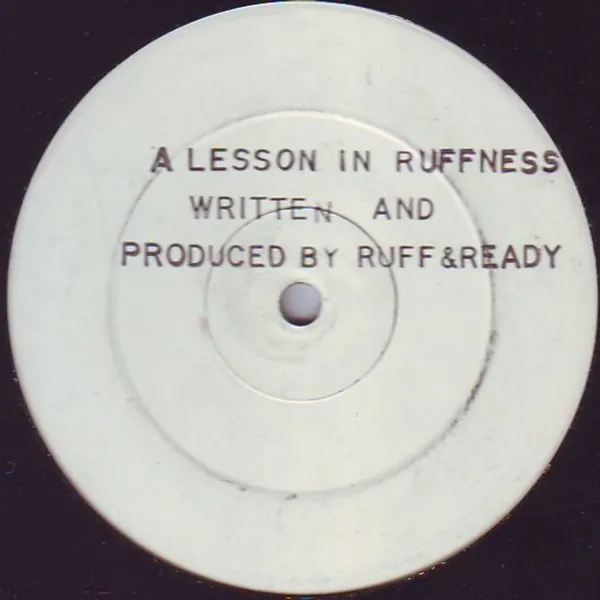 A LESSON IN RUFFNESS
WRITTEN AND
PRODUCED BY RUFF&READY